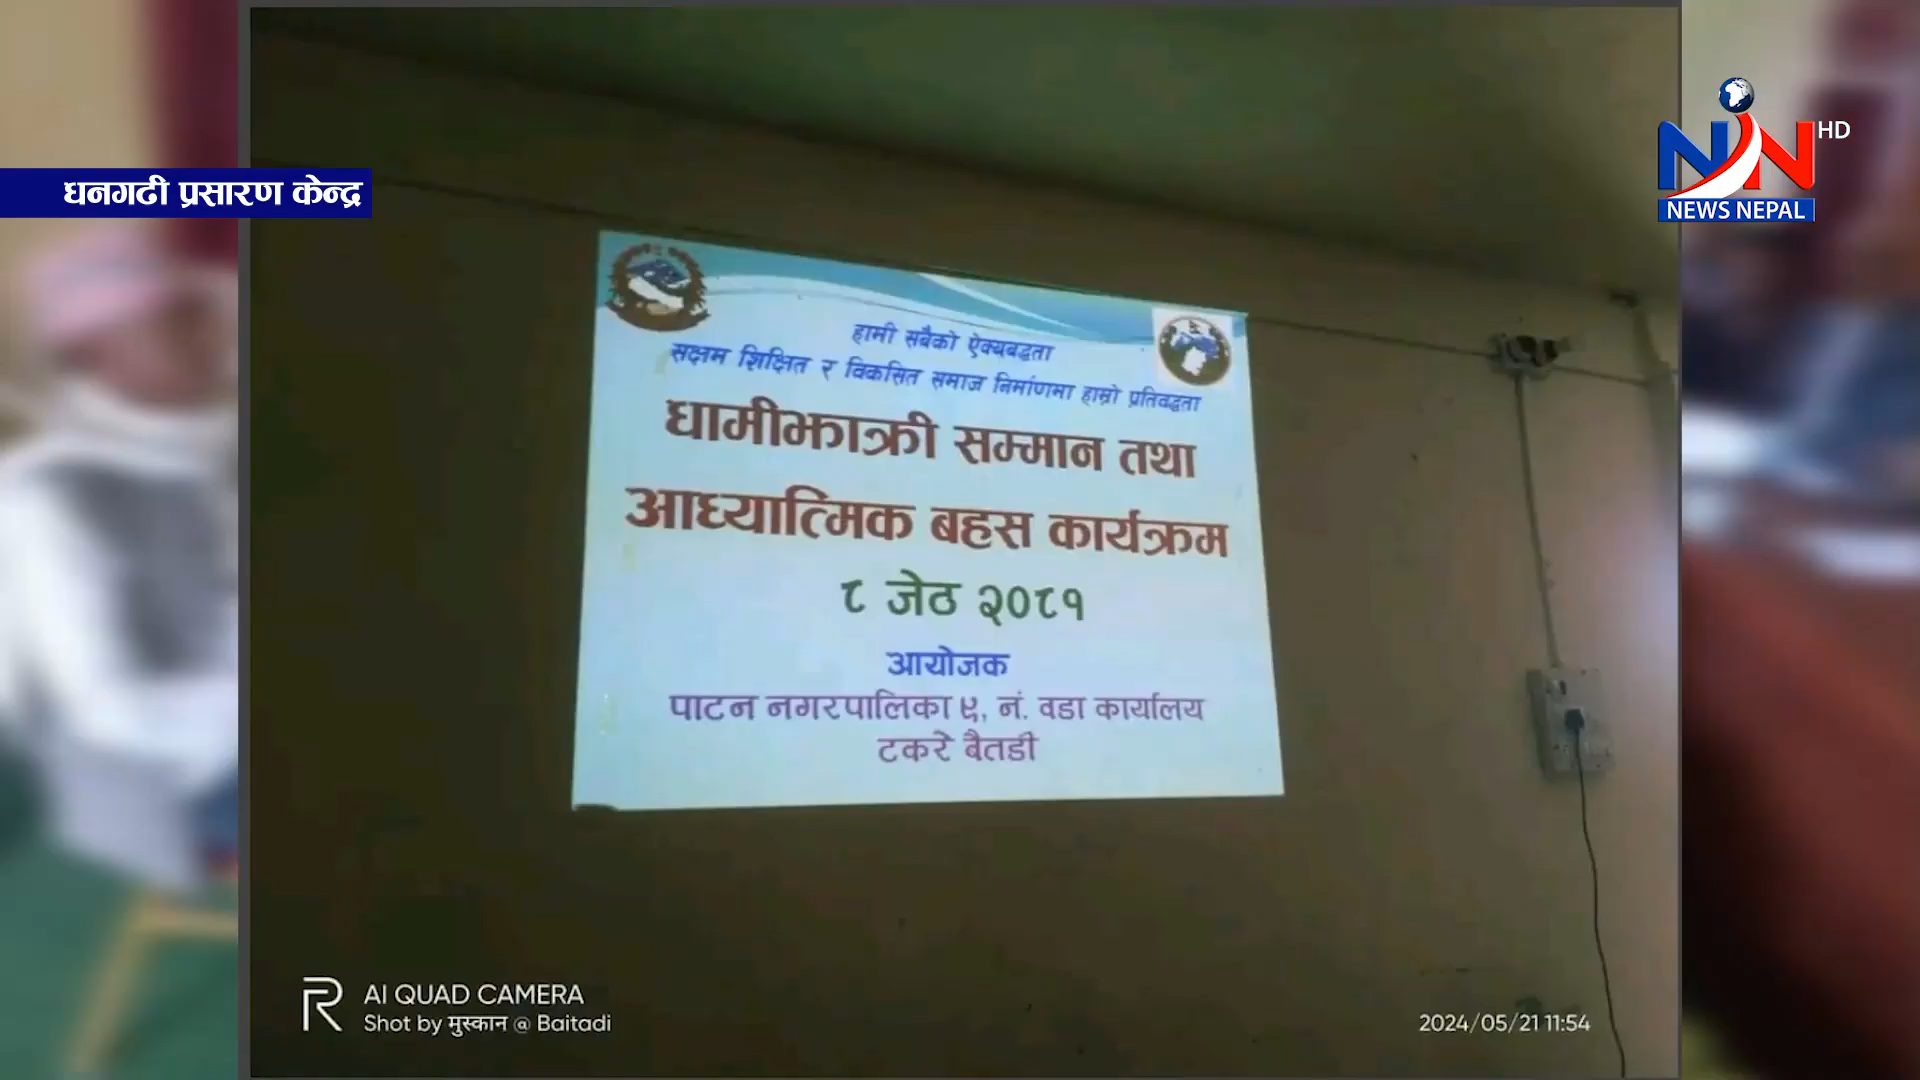 धनगढी प्रसारण केन्द्र
HD
NN
NEWS NEPAL
हामी सबैको ऐक्यबद्धता
सक्षम शिक्षित र विकसित समाज निर्माणमा हाम्रो प्रतिवद्धता
धामीझाक्री सम्मान तथा
आध्यात्मिक बहस कार्यक्रम
८ जेठ २०८१
आयोजक
पाटन नगरपालिका ५, नं. वडा कार्यालय
टकरे बैतडी
AI QUAD CAMERA
Shot by मुस्कान @ Baitadi
2024/05/21 11:54